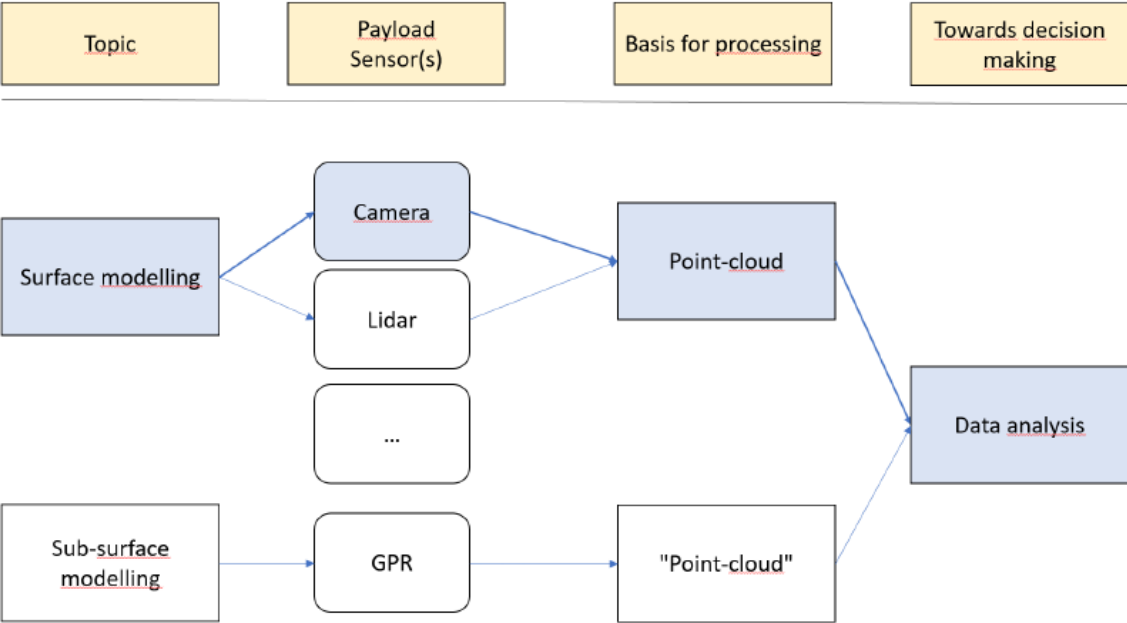 Topic
Payload
Sensor(s)
Basis for processing
Towards decision
making
Camera
Surface modelling
Point-cloud
Lidar
Data analysis
...
Sub-surface
modelling
GPR
"Point-cloud"